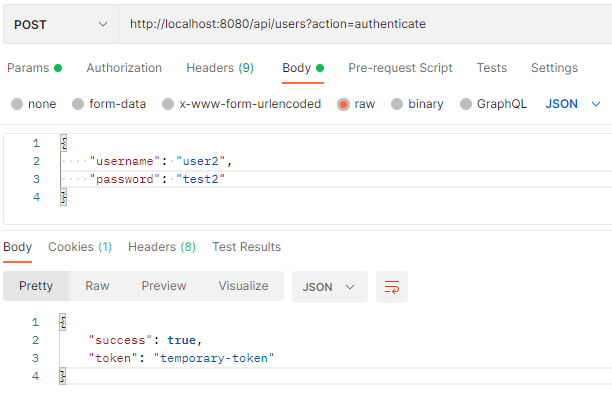 POST http://localhost:8080/api/users?action=authenticate
Params Authorization Headers (9) Body Pre-request Script Tests Settings
none form-data x-www-form-urlencoded raw binary GraphQL JSON
1 {
2 "username": "user2",
3 "password": "test2"
4 }
Body Cookies (1) Headers (8) Test Results
Pretty Raw Preview Visualize JSON
1 {
2 "success": true,
3 "token": "temporary-token"
4 }